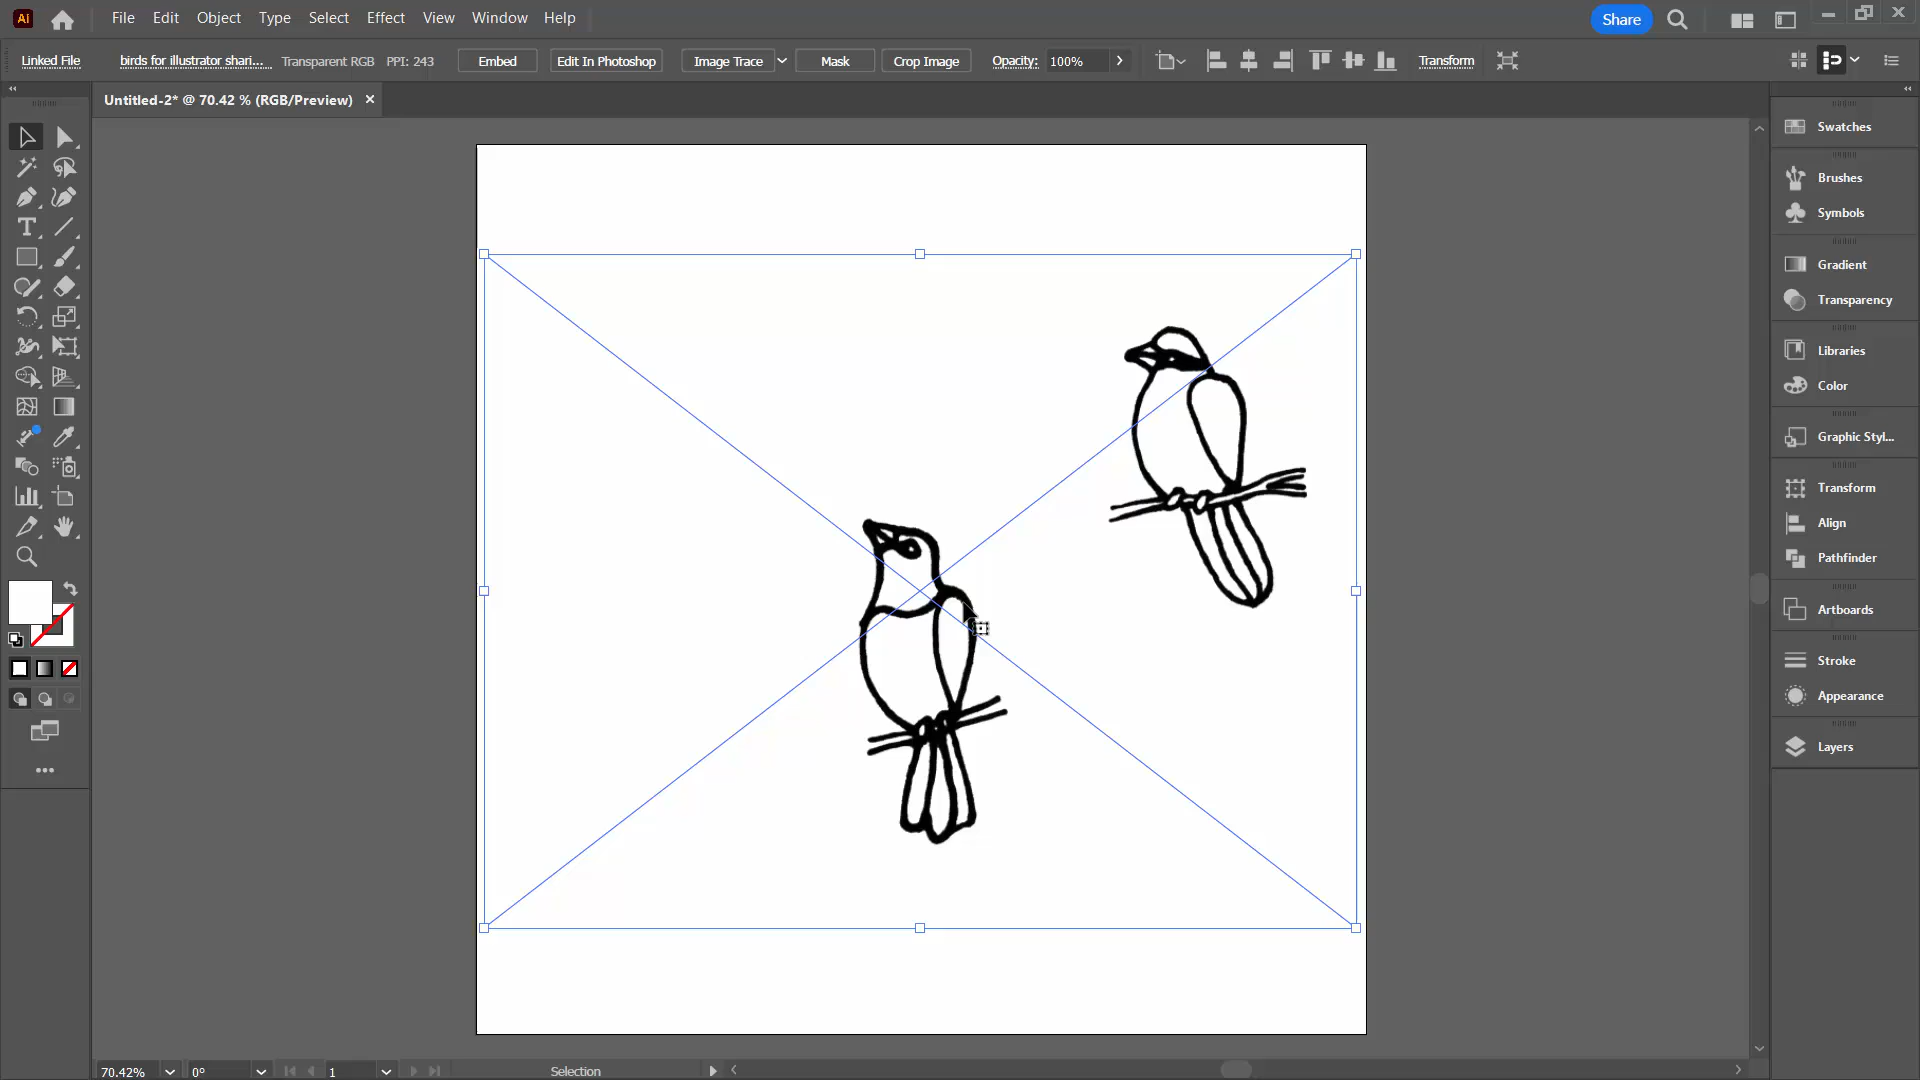 Ai File Edit Object Type Select Effect View Window Help Share
Linked File birds for illustrator shari... Transparent RGB PPI: 243 Embed Edit In Photoshop Image Trace Mask Crop Image Opacity: 100% Transform
Untitled-2* @ 70.42 % (RGB/Preview)
Swatches
Brushes
Symbols
Gradient
Transparency
Libraries
Color
Graphic Styl...
Transform
Align
Pathfinder
Artboards
Stroke
Appearance
Layers
70.42% 0° 1 Selection